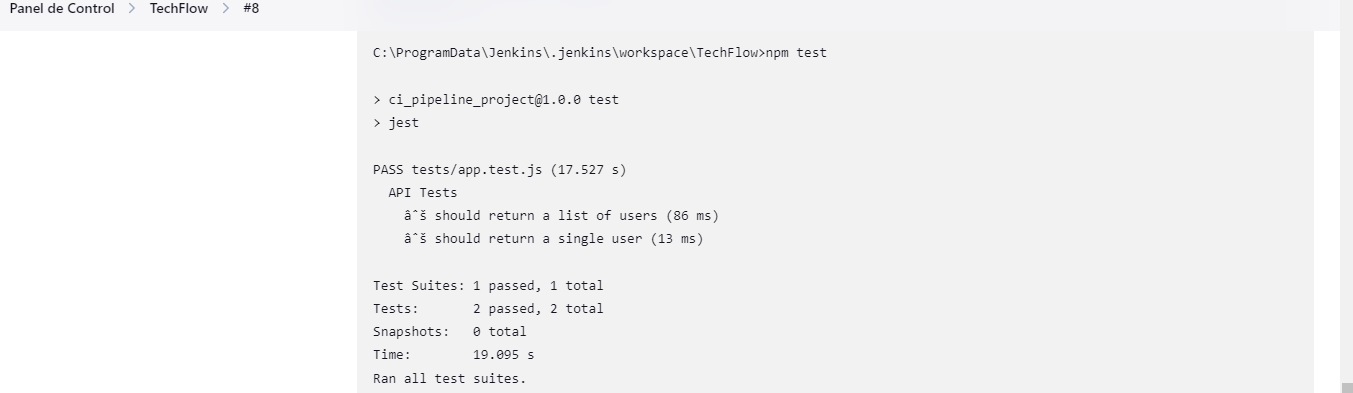 Panel de Control > TechFlow > #8
C:\ProgramData\Jenkins\.jenkins\workspace\TechFlow>npm test
> ci_pipeline_project@1.0.0 test
> jest
PASS tests/app.test.js (17.527 s)
API Tests
âˆš should return a list of users (86 ms)
âˆš should return a single user (13 ms)
Test Suites: 1 passed, 1 total
Tests:       2 passed, 2 total
Snapshots:   0 total
Time:        19.095 s
Ran all test suites.